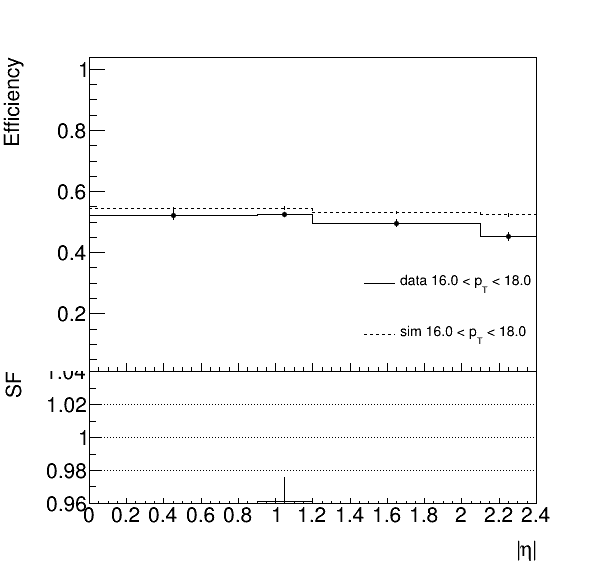 Efficiency
1
0.8
0.6
0.4
0.2
data 16.0 < p_T < 18.0
sim 16.0 < p_T < 18.0
SF
1.04
1.02
1
0.98
0.96
0 0.2 0.4 0.6 0.8 1 1.2 1.4 1.6 1.8 2 2.2 2.4
|η|